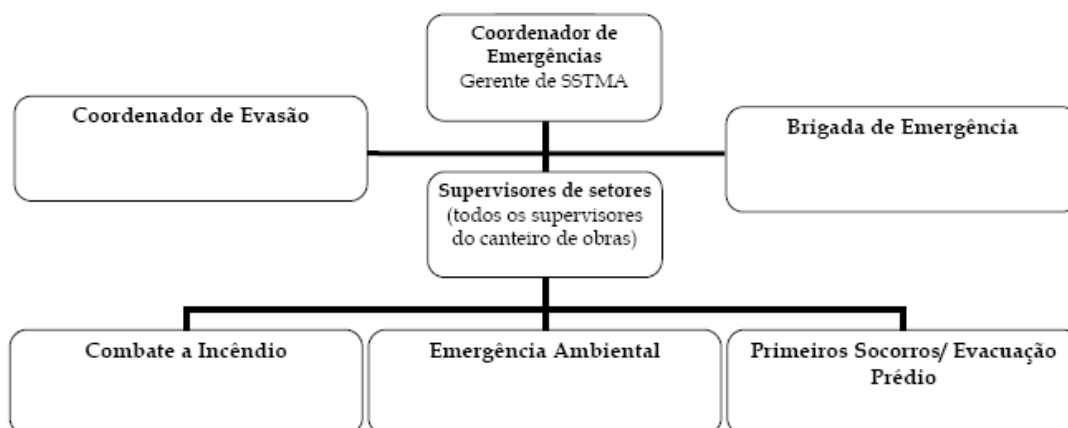 Coordenador de
Emergências
Gerente de SSTMA
Coordenador de Evasão
Brigada de Emergência
Supervisores de setores
(todos os supervisores
do canteiro de obras)
Combate a Incêndio
Emergência Ambiental
Primeiros Socorros/ Evacuação
Prédio